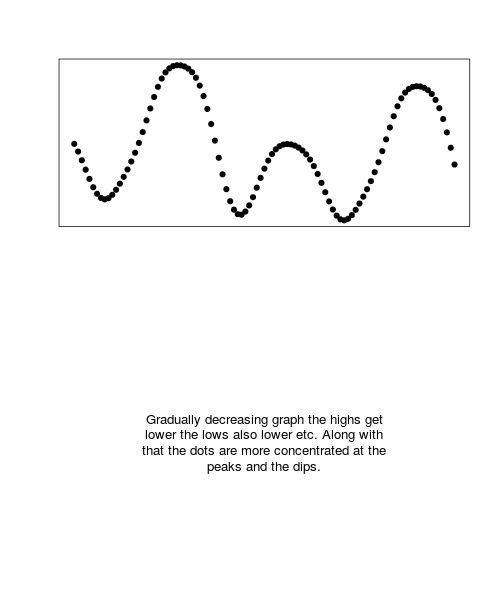 Gradually decreasing graph the highs get
lower the lows also lower etc. Along with
that the dots are more concentrated at the
peaks and the dips.